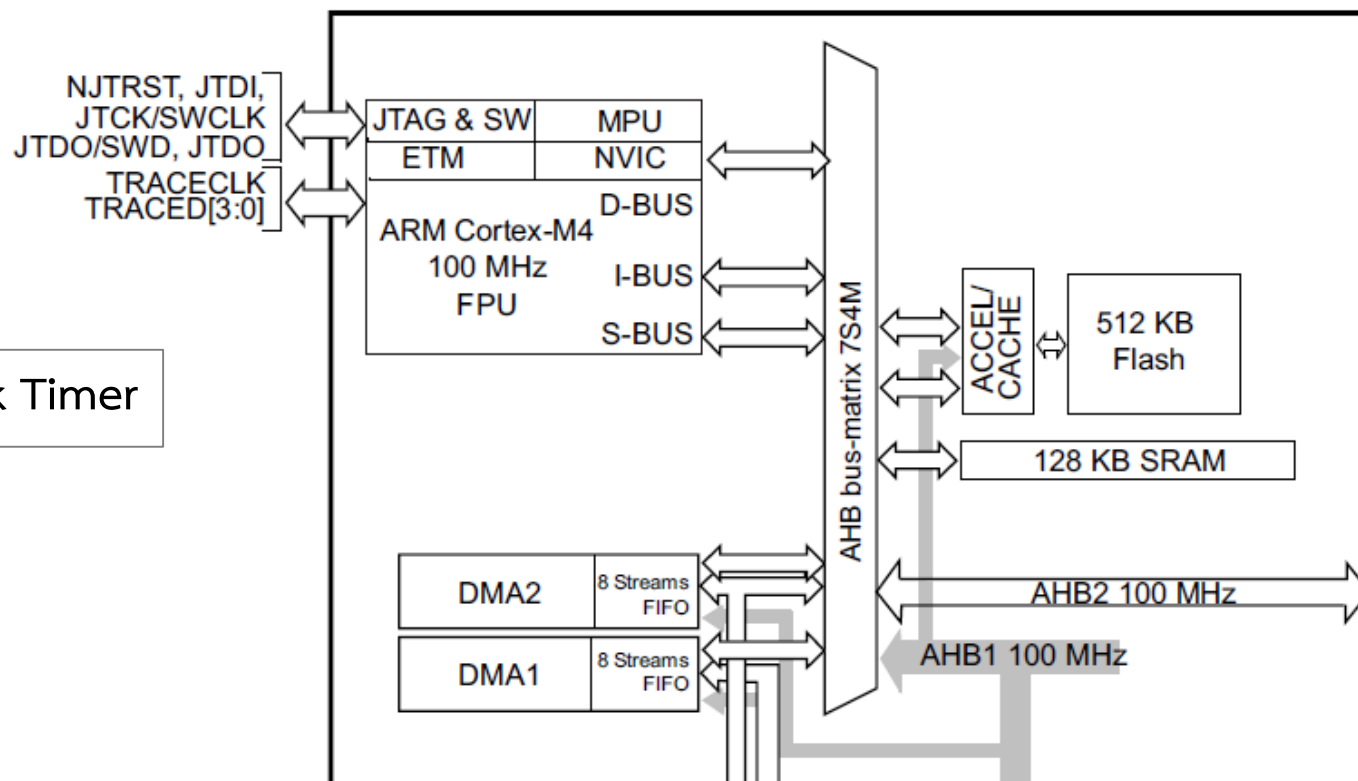 NJTRST, JTDI,
JTCK/SWCLK
JTDO/SWD, JTDO
TRACECLK
TRACED[3:0]
JTAG & SW
MPU
ETM
NVIC
D-BUS
ARM Cortex-M4
100 MHz
FPU
I-BUS
S-BUS
Timer
AHB bus-matrix 7S4M
ACCEL/
CACHE
512 KB
Flash
128 KB SRAM
DMA2
8 Streams
FIFO
DMA1
8 Streams
FIFO
AHB2 100 MHz
AHB1 100 MHz